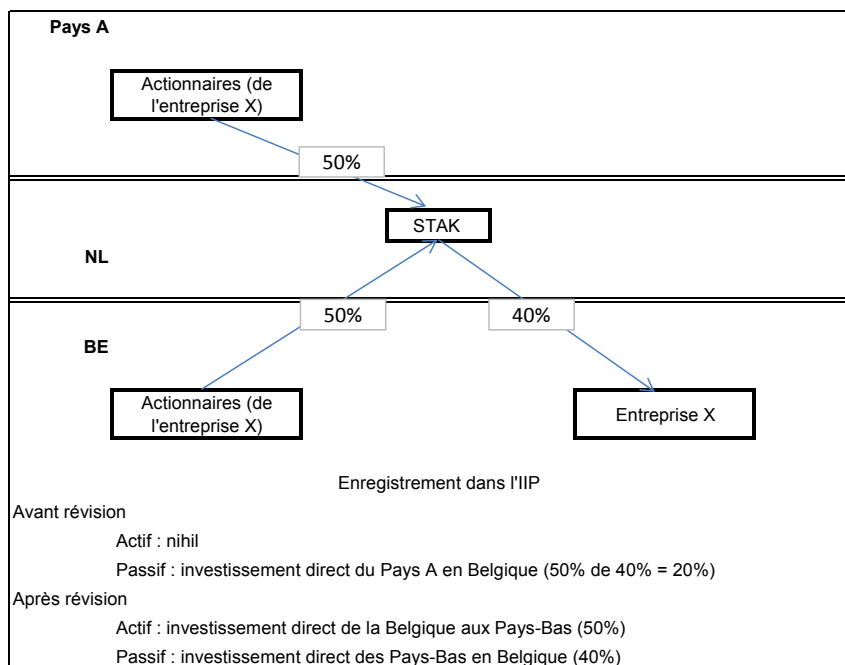 Pays A
Actionnaires (de
l'entreprise X)
50%
STAK
NL
50%
40%
BE
Actionnaires (de
l'entreprise X)
Entreprise X
Enregistrement dans l'IIP
Avant révision
Actif : nihil
Passif : investissement direct du Pays A en Belgique (50% de 40% = 20%)
Après révision
Actif : investissement direct de la Belgique aux Pays-Bas (50%)
Passif : investissement direct des Pays-Bas en Belgique (40%)